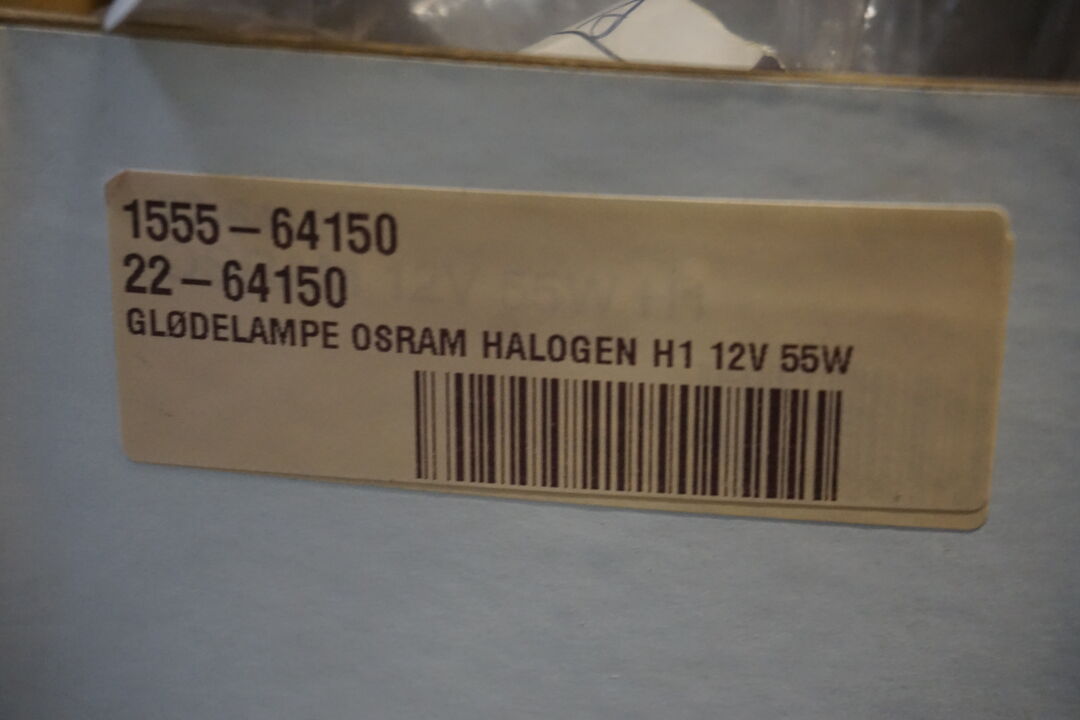 1555-64150
22-64150
GLØDELAMPE OSRAM HALOGEN H1 12V 55W